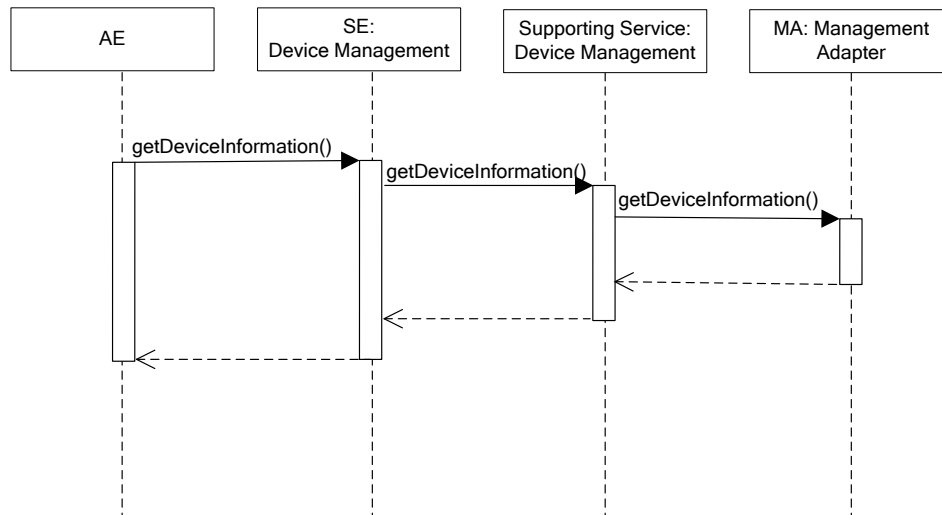 AE
SE:
Device Management
Supporting Service:
Device Management
MA: Management
Adapter
getDeviceInformation()
getDeviceInformation()
getDeviceInformation()